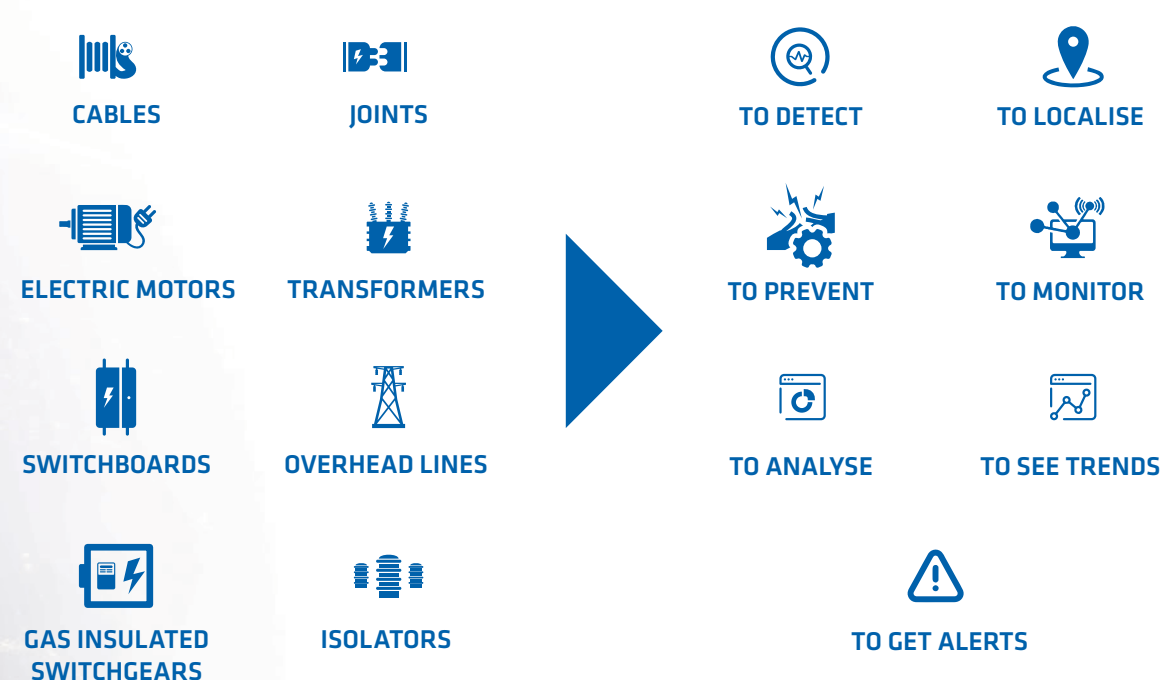 CABLES
JOINTS
ELECTRIC MOTORS
TRANSFORMERS
SWITCHBOARDS
OVERHEAD LINES
GAS INSULATED
SWITCHGEARS
ISOLATORS
TO DETECT
TO LOCALISE
TO PREVENT
TO MONITOR
TO ANALYSE
TO SEE TRENDS
TO GET ALERTS